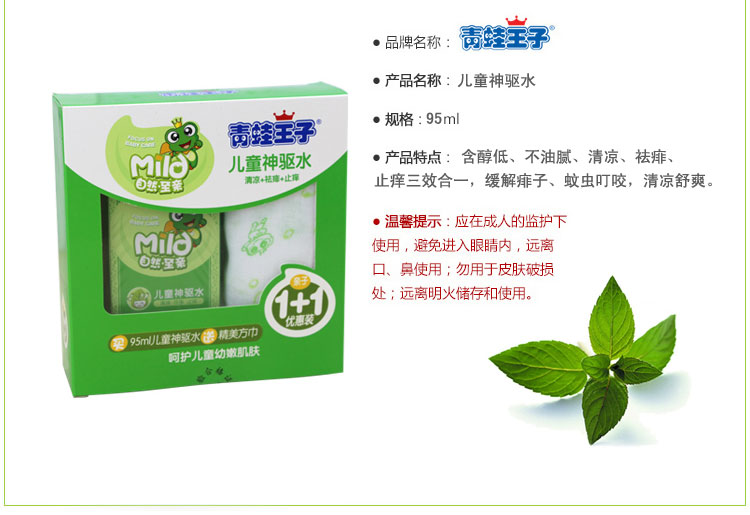 ● 品牌名称： 青蛙王子®
● 产品名称： 儿童神驱水
● 规格 : 95ml
● 产品特点： 含醇低、不油腻、清凉、祛痱、
止痒三效合一，缓解痱子、蚊虫叮咬，清凉舒爽。
● 温馨提示：应在成人的监护下
使用，避免进入眼睛内，远离
口、鼻使用；勿用于皮肤破损
处；远离明火储存和使用。
FOCUS ON
BABY CARE
Mild
自然·至亲
青蛙王子®
儿童神驱水
清凉+祛痱+止痒
Mild
自然·至亲
儿童神驱水
亲子
1+1
优惠装
买 95ml儿童神驱水 送 精美方巾
呵护儿童幼嫩肌肤